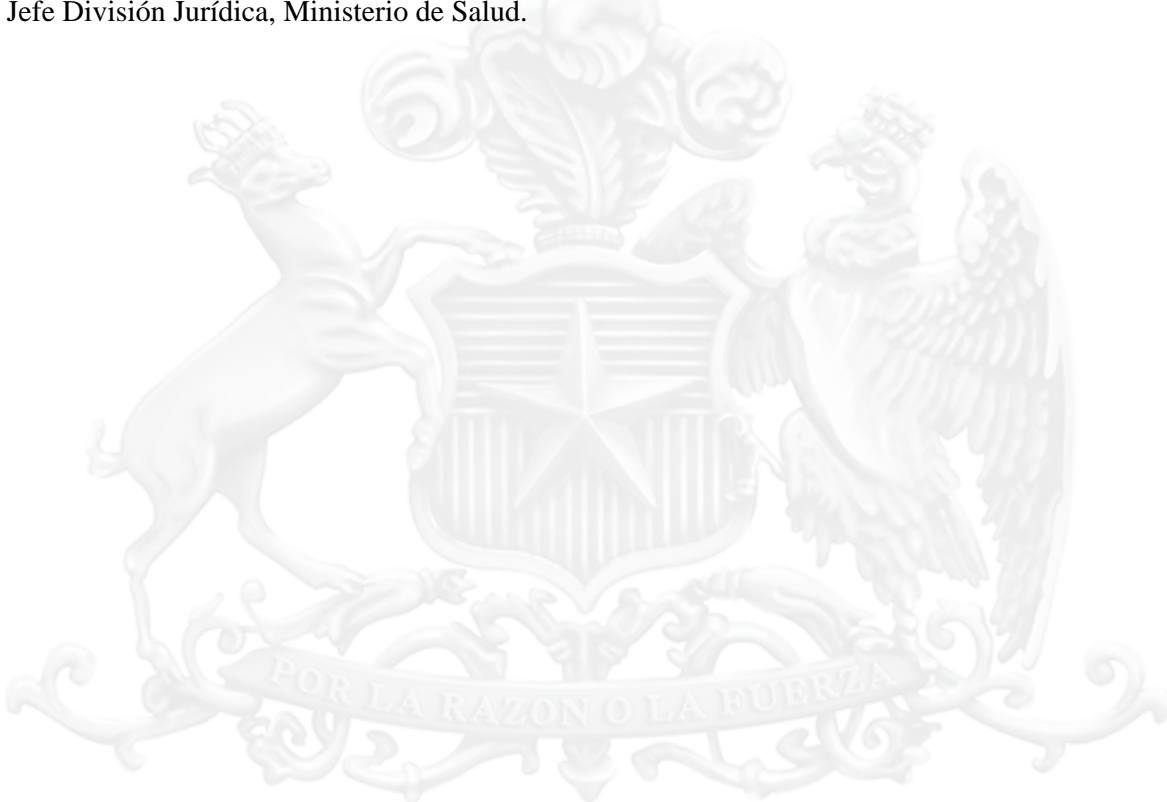 Jefe División Jurídica, Ministerio de Salud.
POR LA RAZON O LA FUERZA